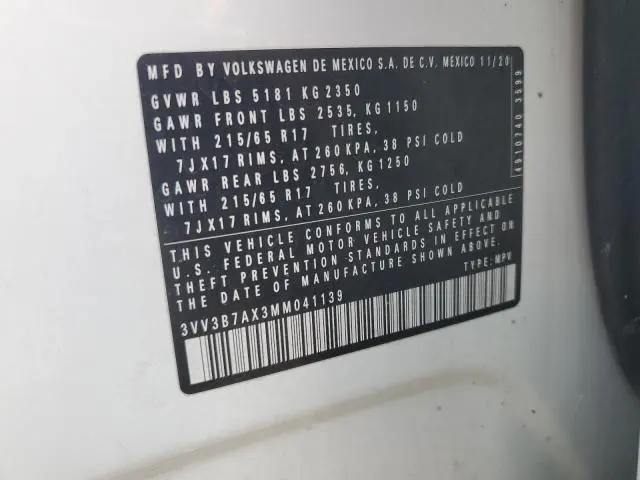 MFD BY VOLKSWAGEN DE MEXICO S.A. DE C.V. MEXICO 11/20
GVWR LBS 5181 KG 2350
GAWR FRONT LBS 2535, KG 1150
WITH 215/65 R17 TIRES,
7JX17 RIMS, AT 260 KPA, 38 PSI COLD
GAWR REAR LBS 2756, KG 1250
WITH 215/65 R17 TIRES,
7JX17 RIMS, AT 260 KPA, 38 PSI COLD
THIS VEHICLE CONFORMS TO ALL APPLICABLE
U.S. FEDERAL MOTOR VEHICLE SAFETY AND
THEFT PREVENTION STANDARDS IN EFFECT ON
THE DATE OF MANUFACTURE SHOWN ABOVE.
TYPE: MPV
3VV3B7AX3MM041139
4910740 3599